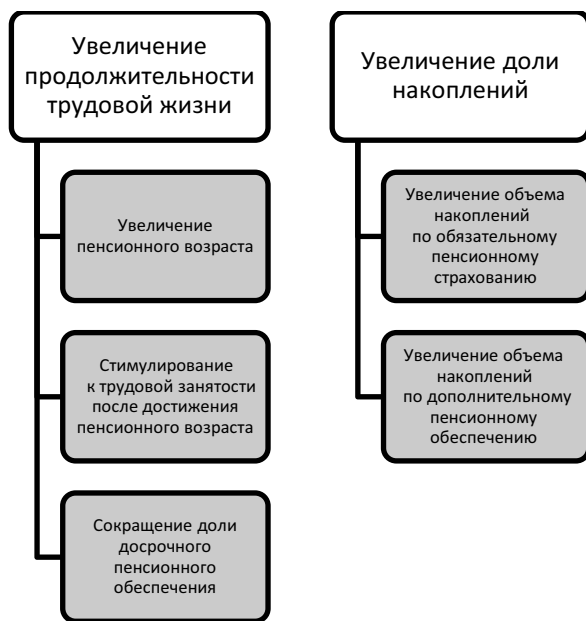 Увеличение
продолжительности
трудовой жизни
Увеличение
пенсионного возраста
Стимулирование
к трудовой занятости
после достижения
пенсионного возраста
Сокращение доли
досрочного
пенсионного
обеспечения
Увеличение доли
накоплений
Увеличение объема
накоплений
по обязательному
пенсионному
страхованию
Увеличение объема
накоплений
по дополнительному
пенсионному
обеспечению